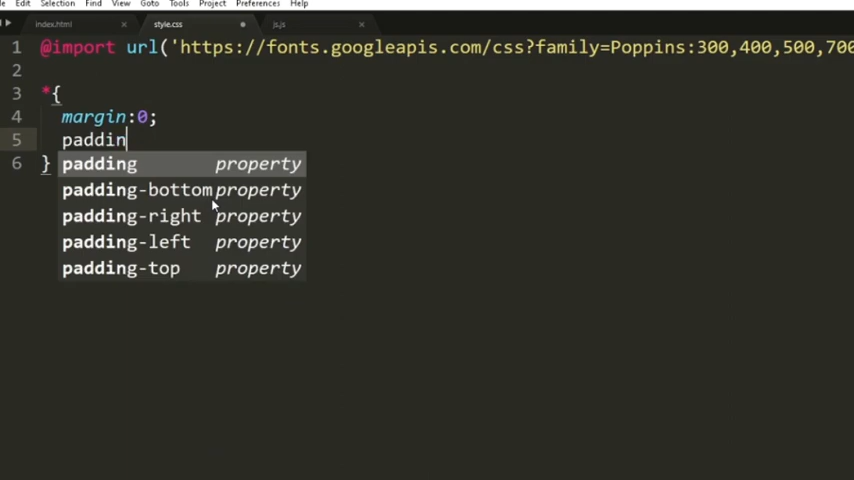 Edit Selection Find View Goto Tools Project Preferences Help
index.html × style.css js.js ×
1 @import url('https://fonts.googleapis.com/css?family=Poppins:300,400,500,700
2
3 *{
4 margin:0;
5 paddin
6 } padding property
padding-bottom property
padding-right property
padding-left property
padding-top property